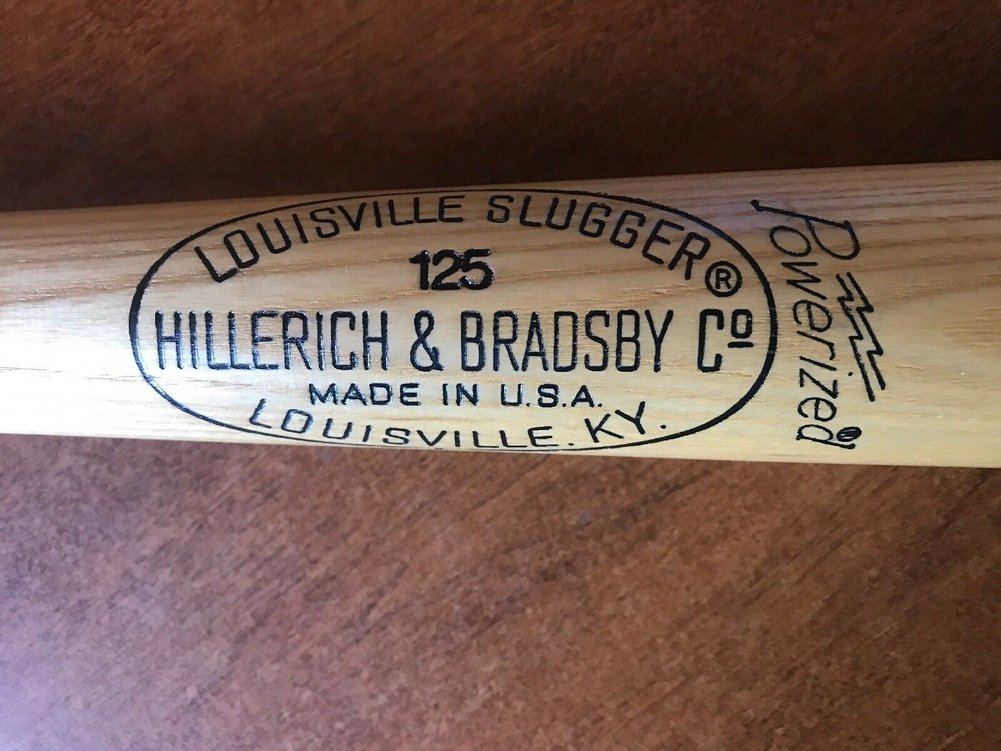 LOUISVILLE SLUGGER®
125
HILLERICH & BRADSBY Cº
MADE IN U.S.A.
LOUISVILLE. KY.
Powerized